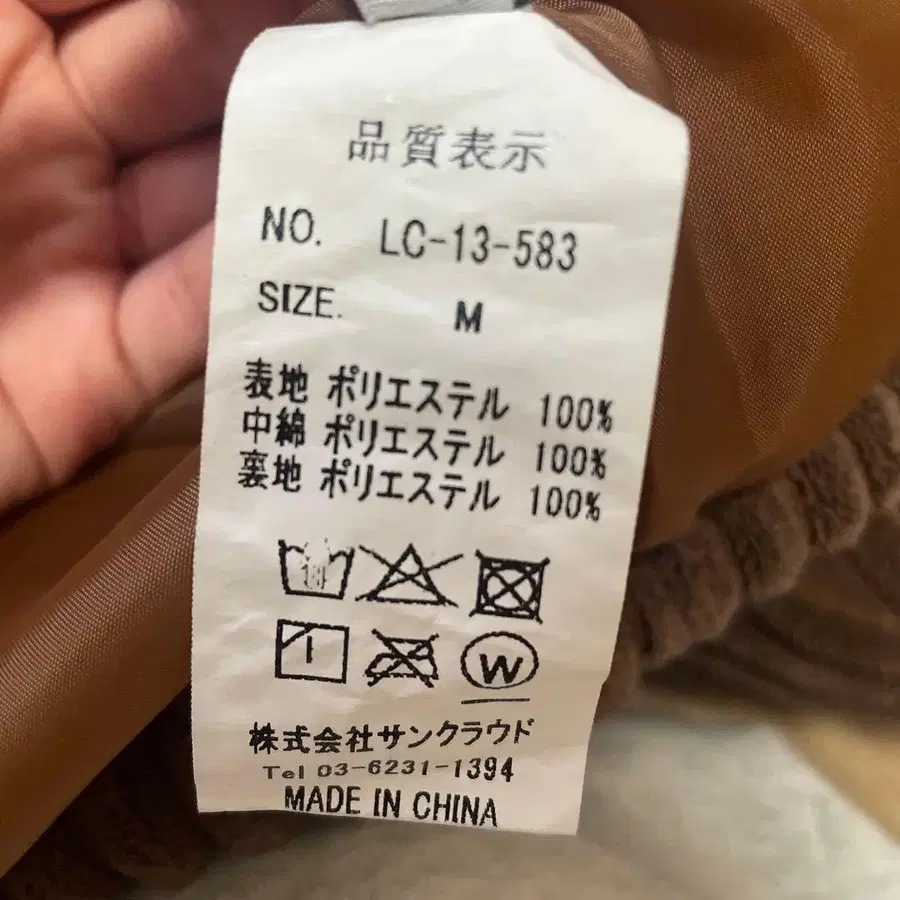 品質表示
NO. LC-13-583
SIZE. M
表地 ポリエステル 100%
中綿 ポリエステル 100%
裏地 ポリエステル 100%
W
株式会社サンクラウド
Tel 03-6231-1394
MADE IN CHINA